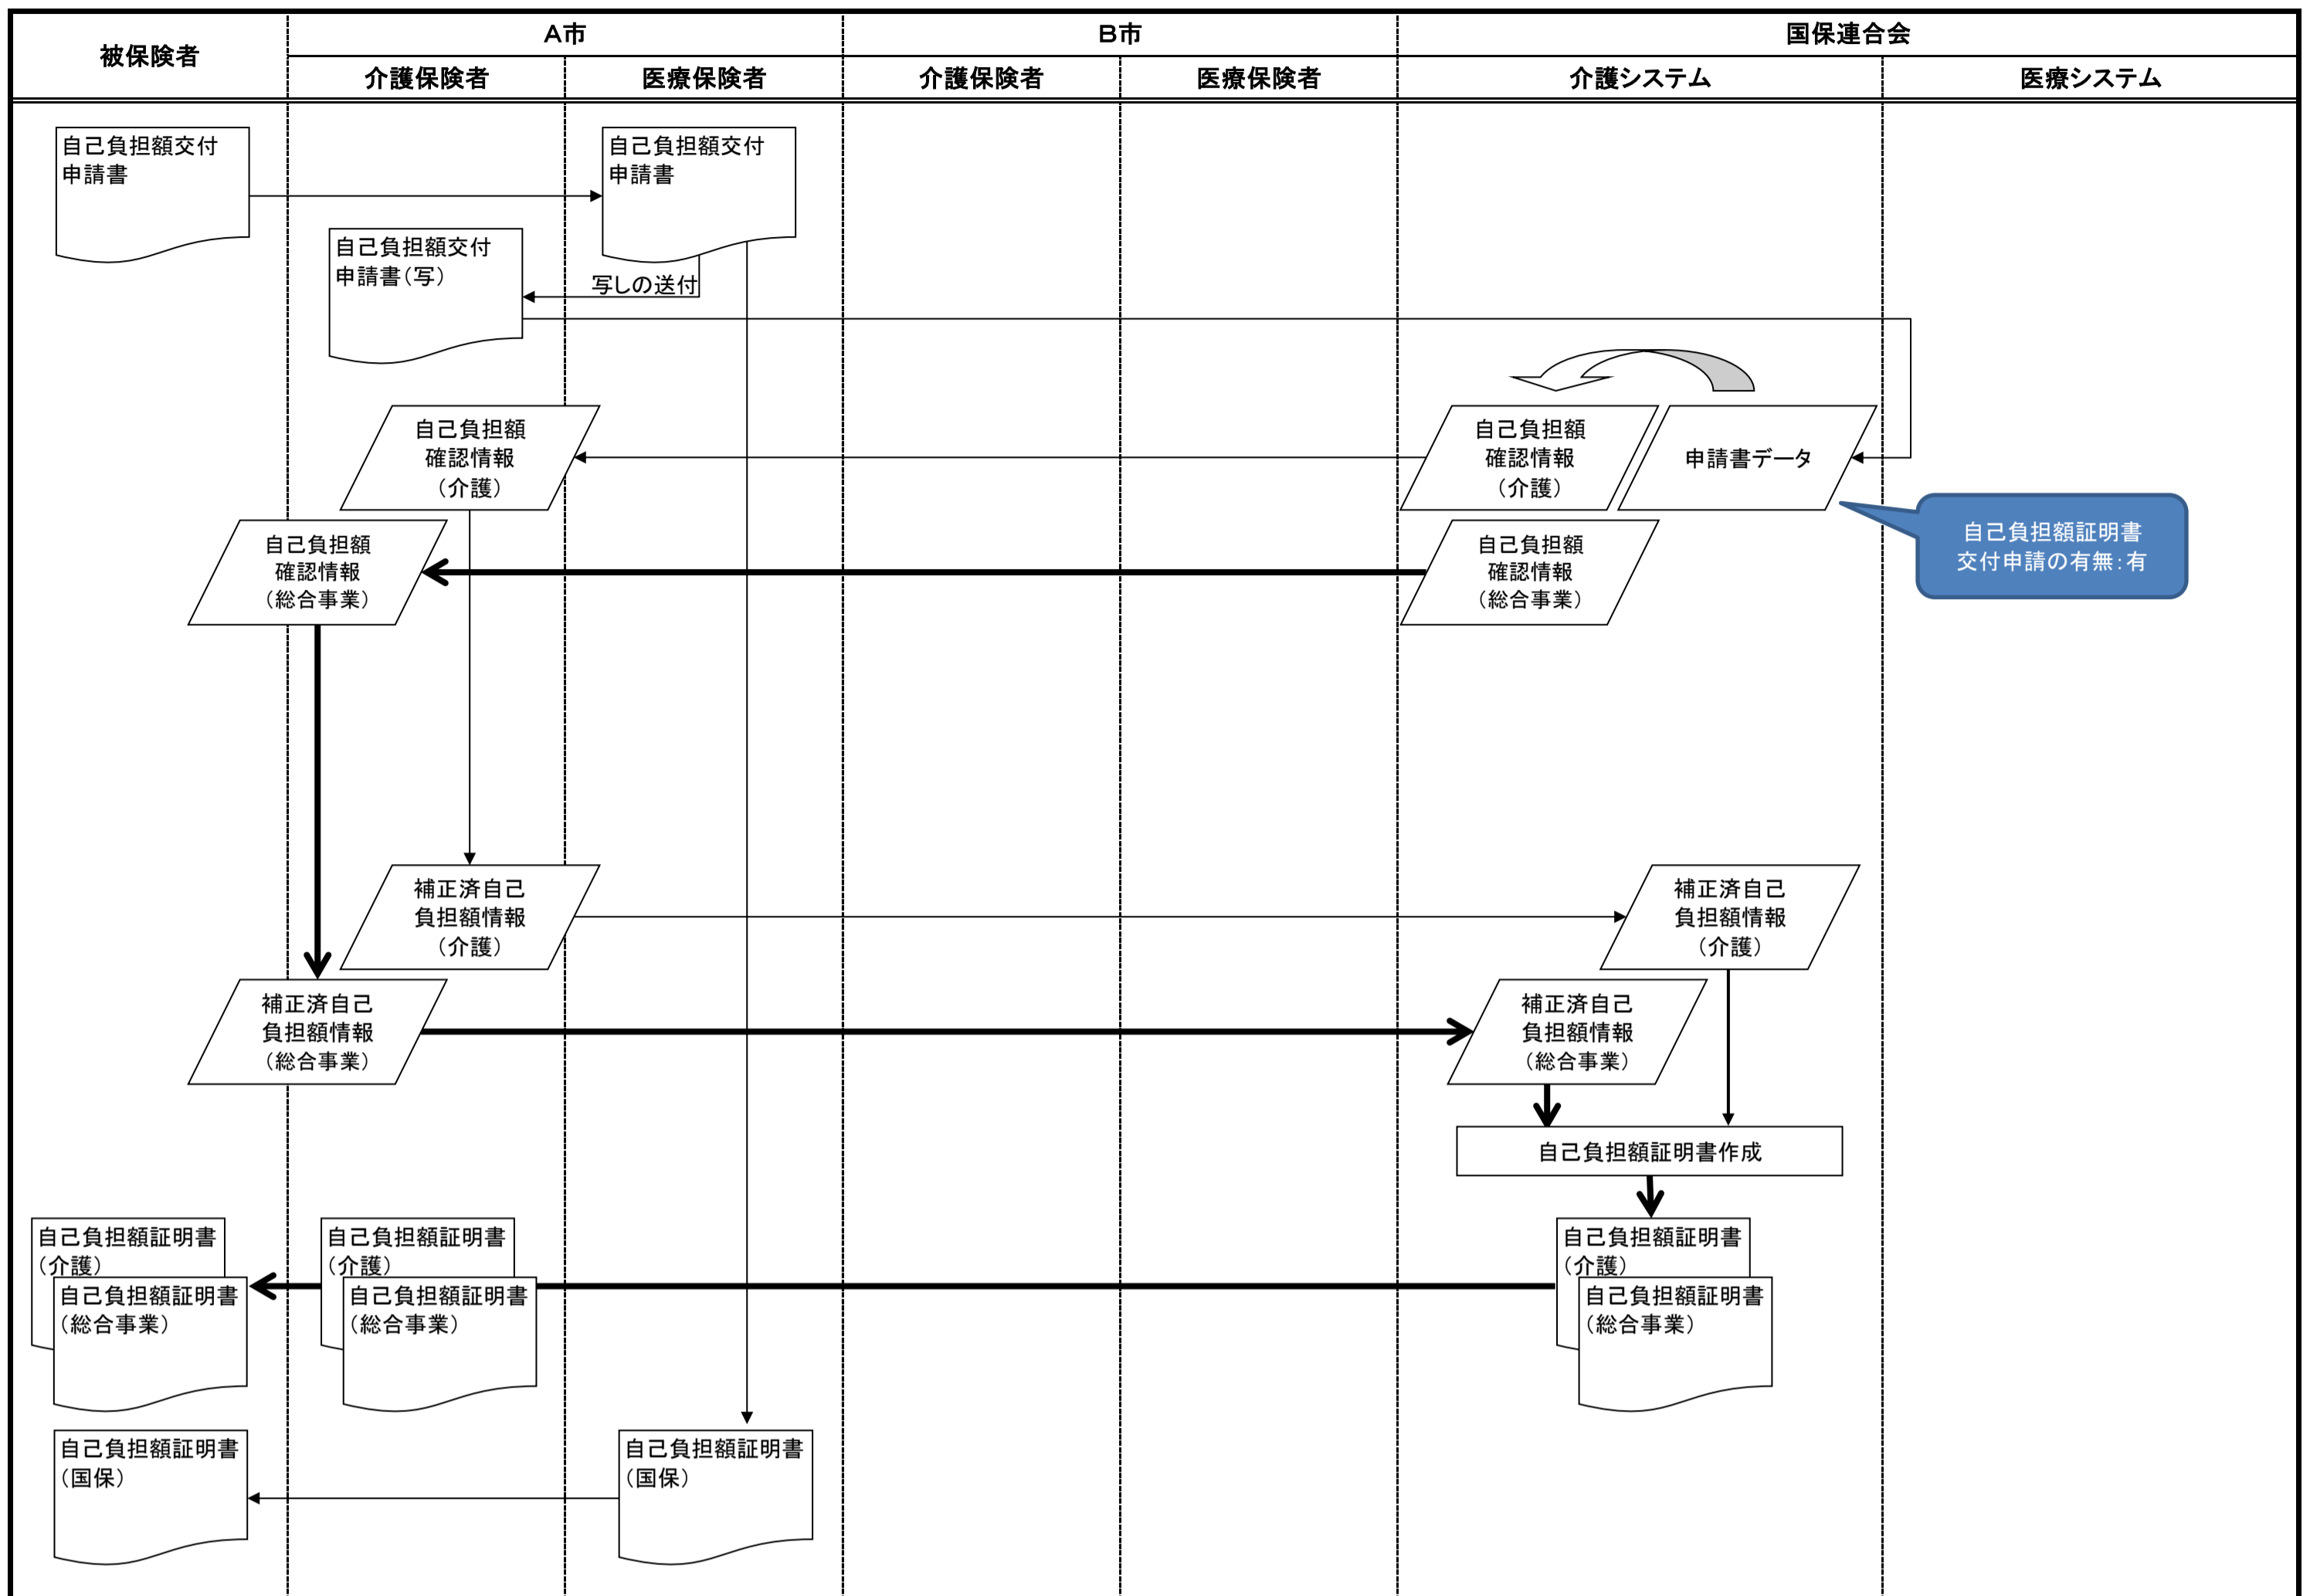 被保険者
A市
B市
国保連合会
介護保険者
医療保険者
介護保険者
医療保険者
介護システム
医療システム
自己負担額交付
申請書
自己負担額交付
申請書
自己負担額交付
申請書(写)
写しの送付
自己負担額
確認情報
(介護)
自己負担額
確認情報
(介護)
申請書データ
自己負担額証明書
交付申請の有無:有
自己負担額
確認情報
(総合事業)
自己負担額
確認情報
(総合事業)
補正済自己
負担額情報
(介護)
補正済自己
負担額情報
(介護)
補正済自己
負担額情報
(総合事業)
補正済自己
負担額情報
(総合事業)
自己負担額証明書作成
自己負担額証明書
(介護)
自己負担額証明書
(総合事業)
自己負担額証明書
(介護)
自己負担額証明書
(総合事業)
自己負担額証明書
(介護)
自己負担額証明書
(総合事業)
自己負担額証明書
(国保)
自己負担額証明書
(国保)